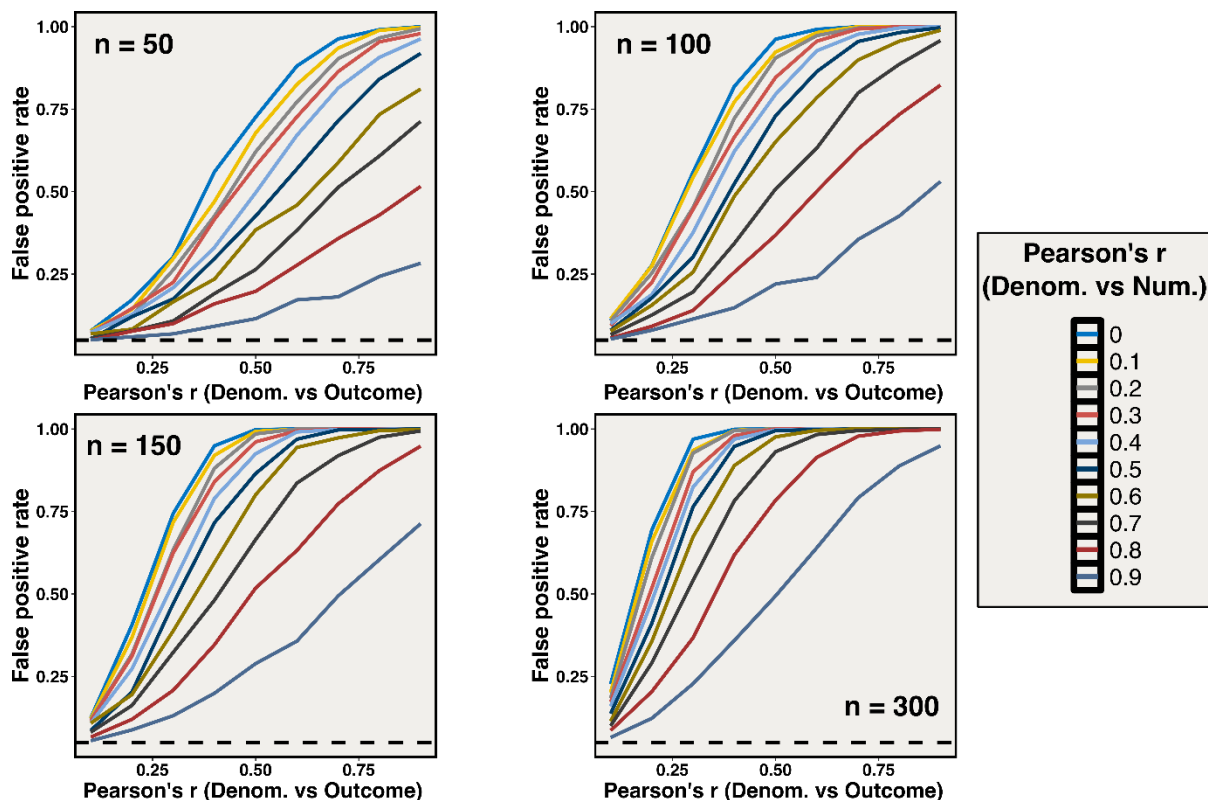 n = 50
False positive rate
1.00
0.75
0.50
0.25
0.25
0.50
0.75
Pearson's r (Denom. vs Outcome)
n = 100
False positive rate
1.00
0.75
0.50
0.25
0.25
0.50
0.75
Pearson's r (Denom. vs Outcome)
n = 150
False positive rate
1.00
0.75
0.50
0.25
0.25
0.50
0.75
Pearson's r (Denom. vs Outcome)
n = 300
False positive rate
1.00
0.75
0.50
0.25
0.25
0.50
0.75
Pearson's r (Denom. vs Outcome)
Pearson's r
(Denom. vs Num.)
0
0.1
0.2
0.3
0.4
0.5
0.6
0.7
0.8
0.9